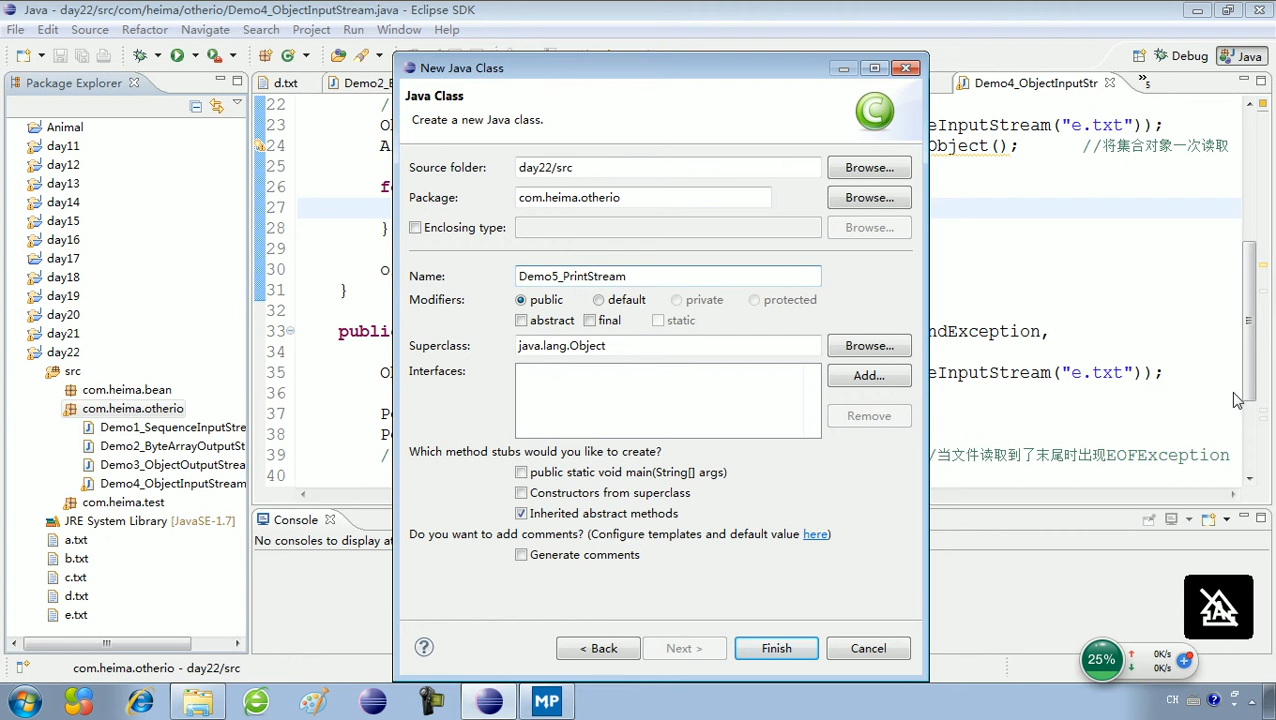 Java - day22/src/com/heima/otherio/Demo4_ObjectInputStream.java - Eclipse SDK
File Edit Source Refactor Navigate Search Project Run Window Help
Debug Java
Package Explorer
d.txt Demo2_B Demo4_ObjectInputStr »5
Animal
day11
day12
day13
day14
day15
day16
day17
day18
day19
day20
day21
day22
src
com.heima.bean
com.heima.otherio
Demo1_SequenceInputStre
Demo2_ByteArrayOutputSt
Demo3_ObjectOutputStrea
Demo4_ObjectInputStream
com.heima.test
JRE System Library [JavaSE-1.7]
a.txt
b.txt
c.txt
d.txt
e.txt
22 //
23 Ob eInputStream("e.txt"));
24 A Object(); //将集合对象一次读取
25
26 fo
27
28 }
29
30 o
31 }
32
33 publi ndException,
34
35 Ob eInputStream("e.txt"));
36
37 Pe
38 Pe
39 // //当文件读取到了末尾时出现EOFException
40
Console
No consoles to display at
New Java Class
Java Class
Create a new Java class.
Source folder: day22/src Browse...
Package: com.heima.otherio Browse...
Enclosing type: Browse...
Name: Demo5_PrintStream
Modifiers: public default private protected
abstract final static
Superclass: java.lang.Object Browse...
Interfaces: Add...
Remove
Which method stubs would you like to create?
public static void main(String[] args)
Constructors from superclass
Inherited abstract methods
Do you want to add comments? (Configure templates and default value here)
Generate comments
< Back Next > Finish Cancel
com.heima.otherio - day22/src
25% 0K/s
0K/s
MP
CH